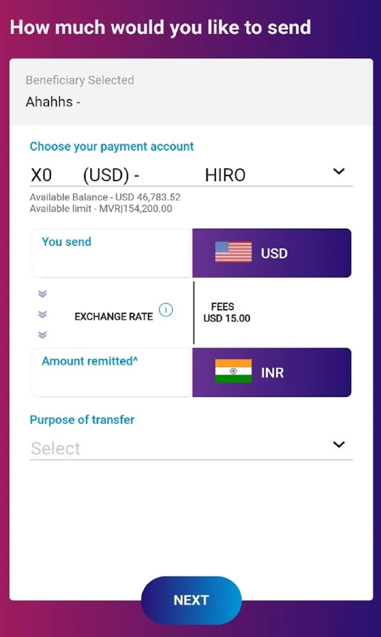 How much would you like to send
Beneficiary Selected
Ahahhs -
Choose your payment account
X0 (USD) - HIRO
Available Balance - USD 46,783.52
Available limit - MVR|154,200.00
You send
USD
EXCHANGE RATE i
FEES
USD 15.00
Amount remitted^
INR
Purpose of transfer
Select
NEXT